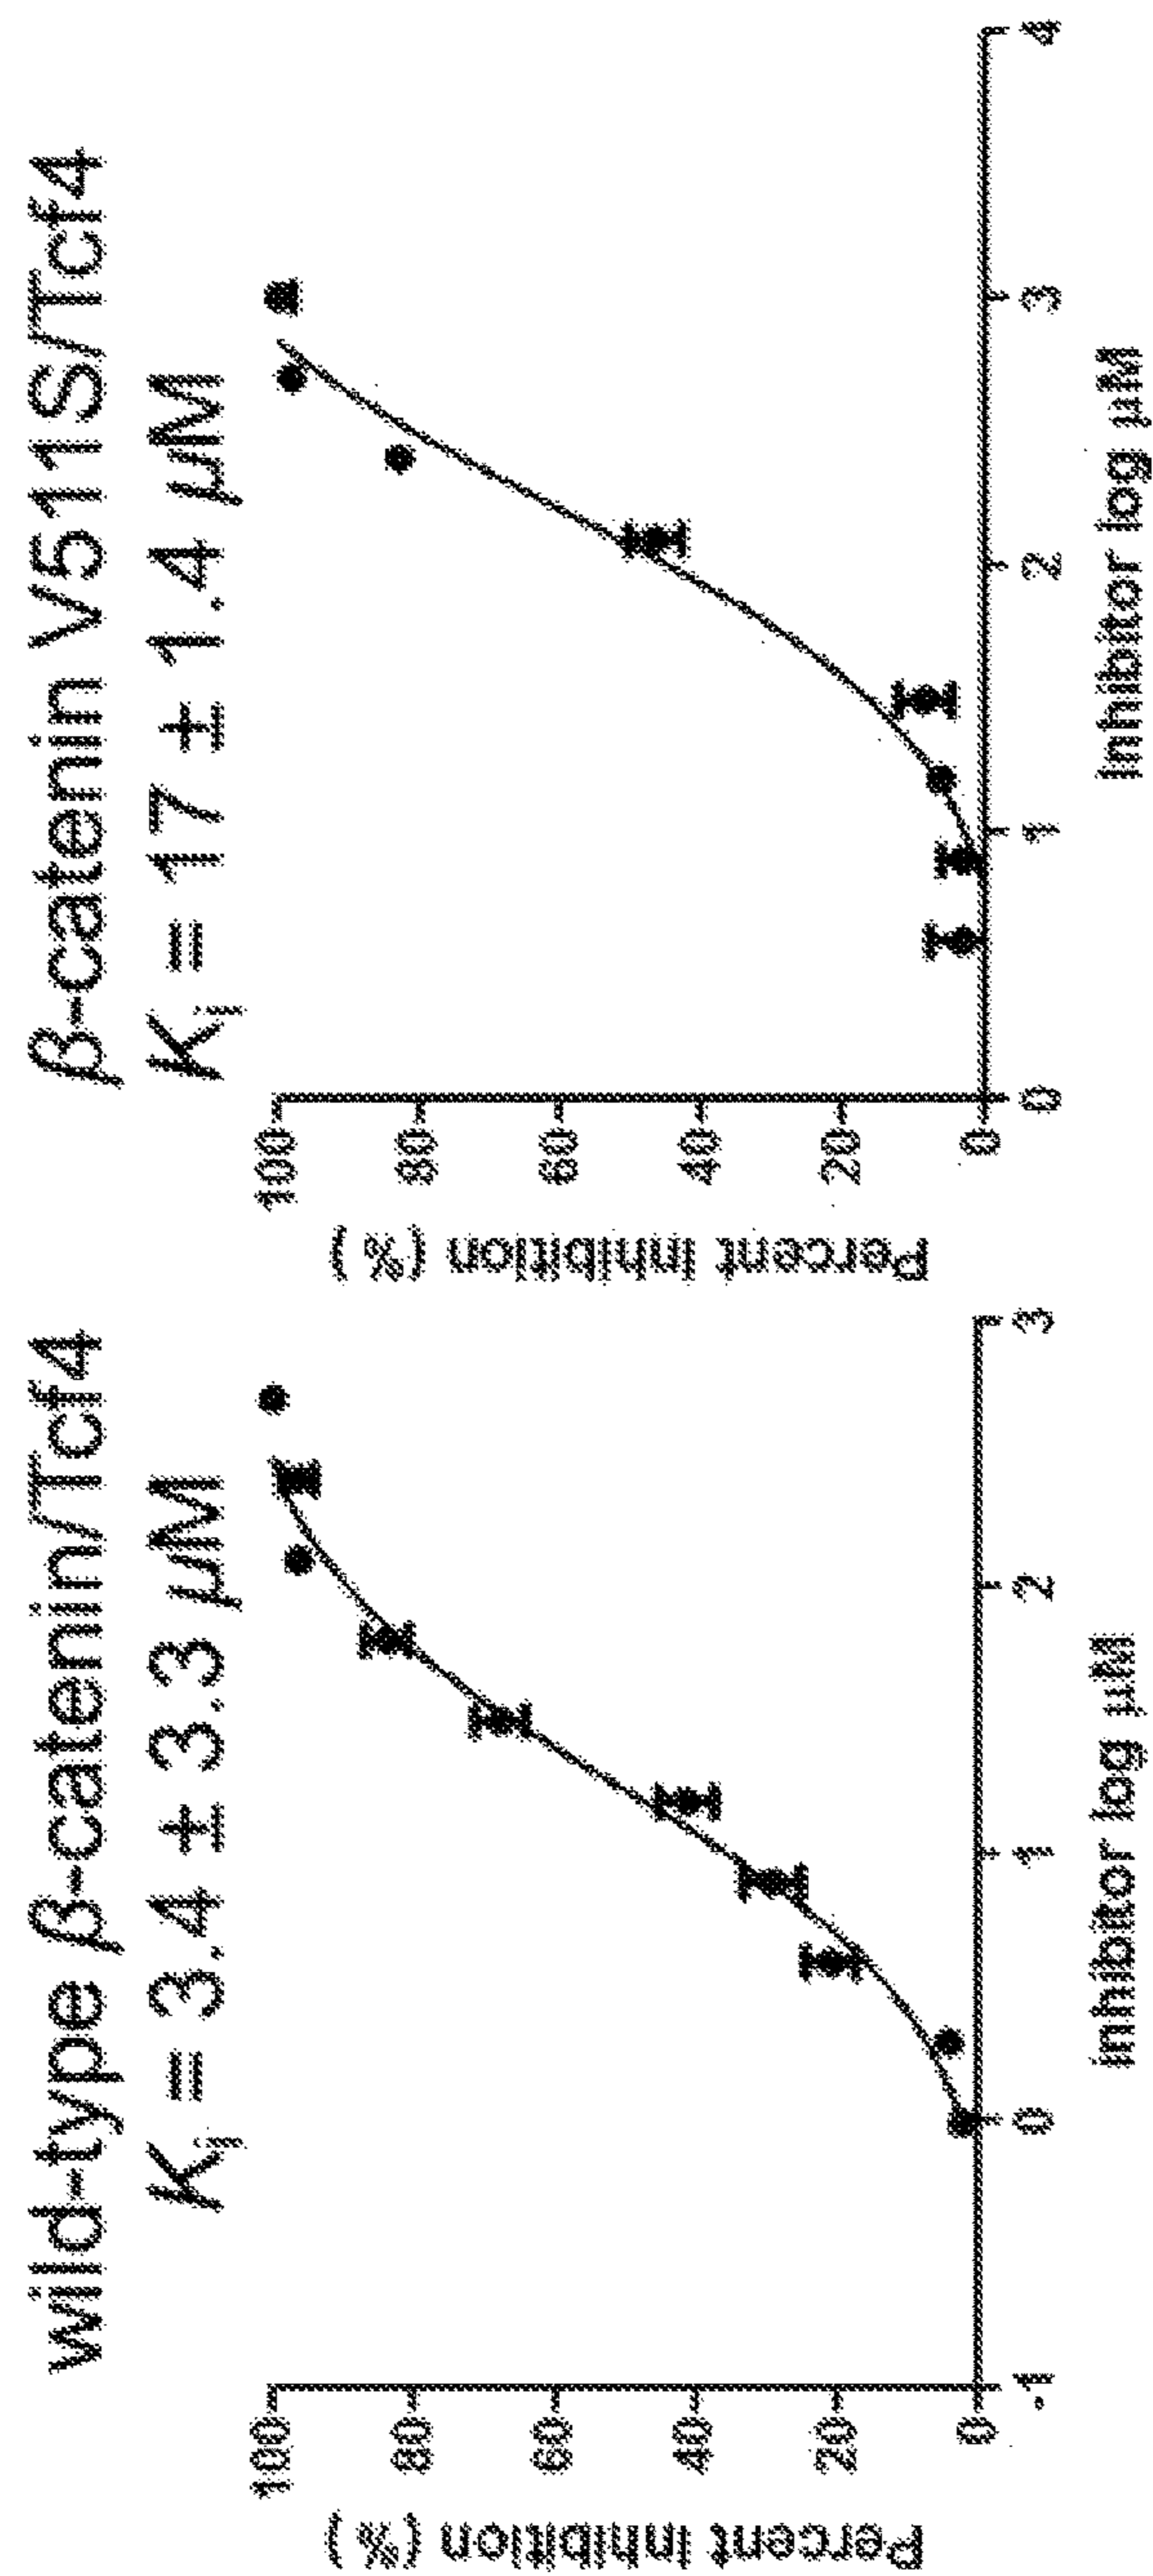 wild-type β-catenin/Tcf4
Kᵢ = 3.4 ± 3.3 μM
Percent inhibition (%)
100
80
60
40
20
0
-1
0
1
2
3
inhibitor log μM
β-catenin V511S/Tcf4
Kᵢ = 17 ± 1.4 μM
Percent inhibition (%)
100
80
60
40
20
0
0
1
2
3
4
Inhibitor log μM